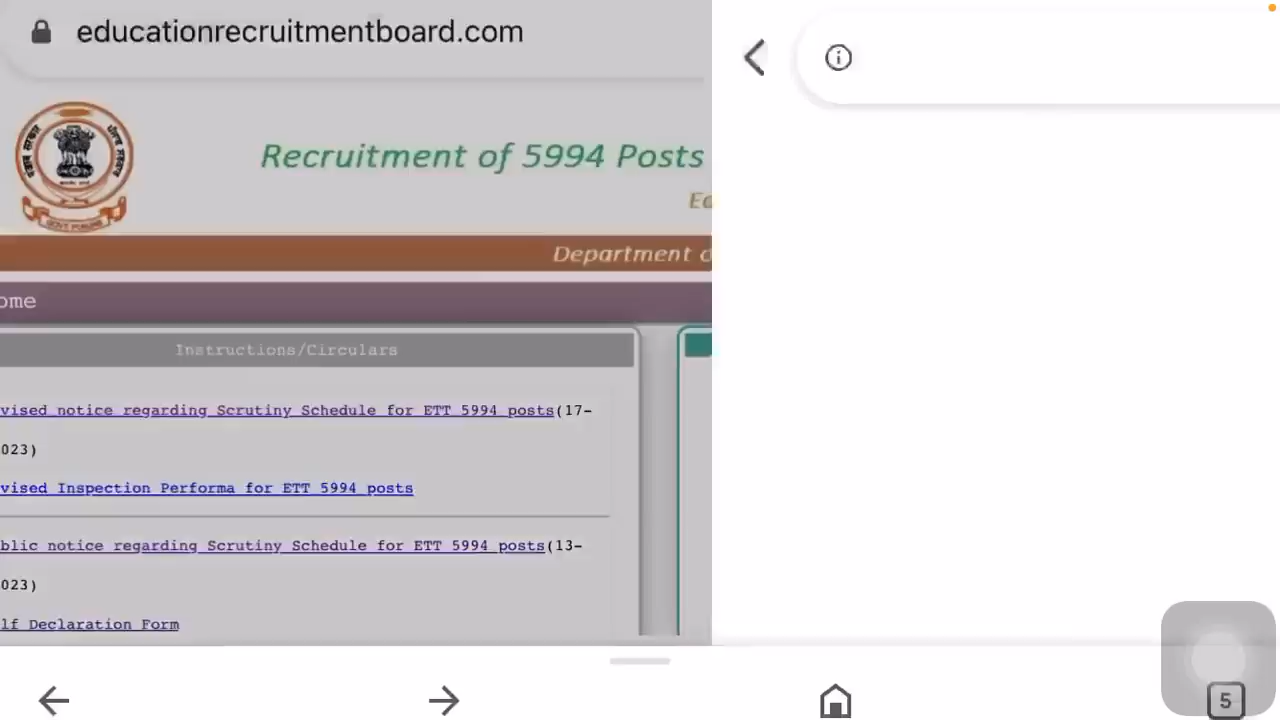 educationrecruitmentboard.com
Recruitment of 5994 Posts
Ed
Department o
ome
Instructions/Circulars
vised notice regarding Scrutiny Schedule for ETT 5994 posts(17-
023)
vised Inspection Performa for ETT 5994 posts
blic notice regarding Scrutiny Schedule for ETT 5994 posts(13-
023)
lf Declaration Form
5